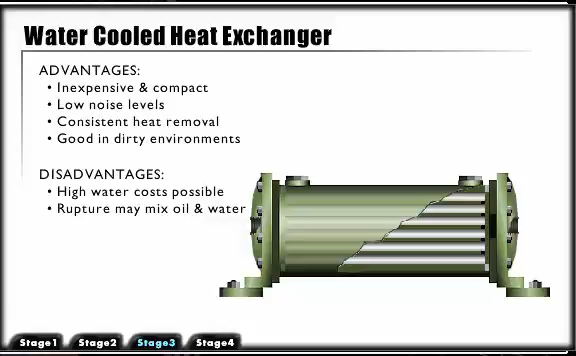 Water Cooled Heat Exchanger
ADVANTAGES:
• Inexpensive & compact
• Low noise levels
• Consistent heat removal
• Good in dirty environments
DISADVANTAGES:
• High water costs possible
• Rupture may mix oil & water
Stage1 Stage2 Stage3 Stage4